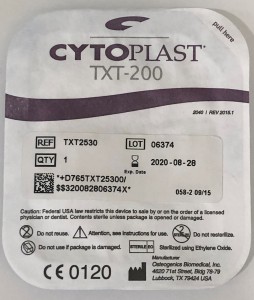 pull here
CYTOPLAST®
TXT-200
2040 / REV 2018.1
REF TXT2530 LOT 06374
QTY 1 2020-08-28
Exp. Date
*+D765TXT25300/
$$320082806374X*
058-2 09/15
Caution: Federal USA law restricts this device to sale by or on the order of a licensed
physician or dentist. Contents sterile unless package is opened or damaged.
Do not reuse. Attention, see instructions for use. Do not resterilize.
Do not use if package is damaged. STERILE EO Sterilized using Ethylene Oxide.
CE 0120 Osteogenics Biomedical, Inc.
4620 71st Street, Bldg 78-79
Lubbock, TX 79424 USA